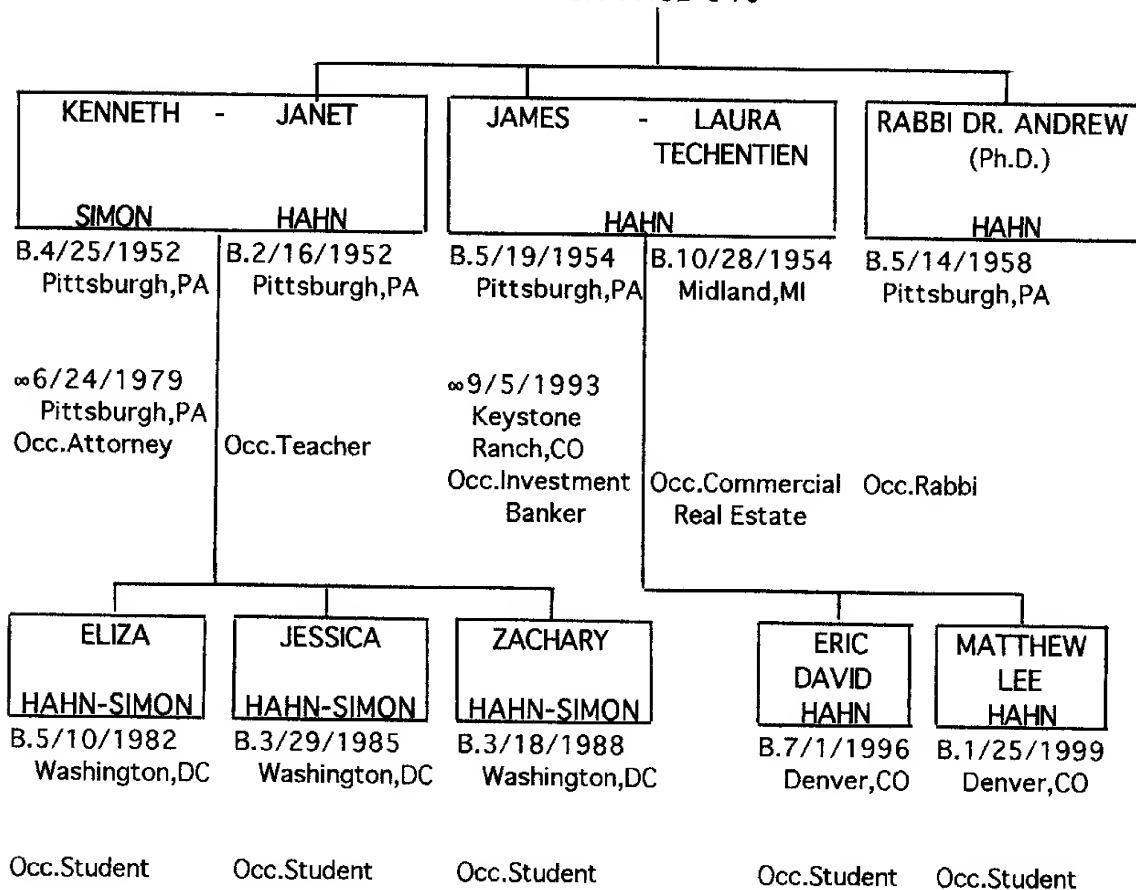 KENNETH - JANET
SIMON HAHN
B.4/25/1952 B.2/16/1952
Pittsburgh,PA Pittsburgh,PA
∞6/24/1979
Pittsburgh,PA
Occ.Attorney Occ.Teacher
JAMES - LAURA
TECHENTIEN
HAHN
B.5/19/1954 B.10/28/1954
Pittsburgh,PA Midland,MI
∞9/5/1993
Keystone
Ranch,CO
Occ.Investment Occ.Commercial
Banker Real Estate
RABBI DR. ANDREW
(Ph.D.)
HAHN
B.5/14/1958
Pittsburgh,PA
Occ.Rabbi
ELIZA
HAHN-SIMON
B.5/10/1982
Washington,DC
Occ.Student
JESSICA
HAHN-SIMON
B.3/29/1985
Washington,DC
Occ.Student
ZACHARY
HAHN-SIMON
B.3/18/1988
Washington,DC
Occ.Student
ERIC
DAVID
HAHN
B.7/1/1996
Denver,CO
Occ.Student
MATTHEW
LEE
HAHN
B.1/25/1999
Denver,CO
Occ.Student